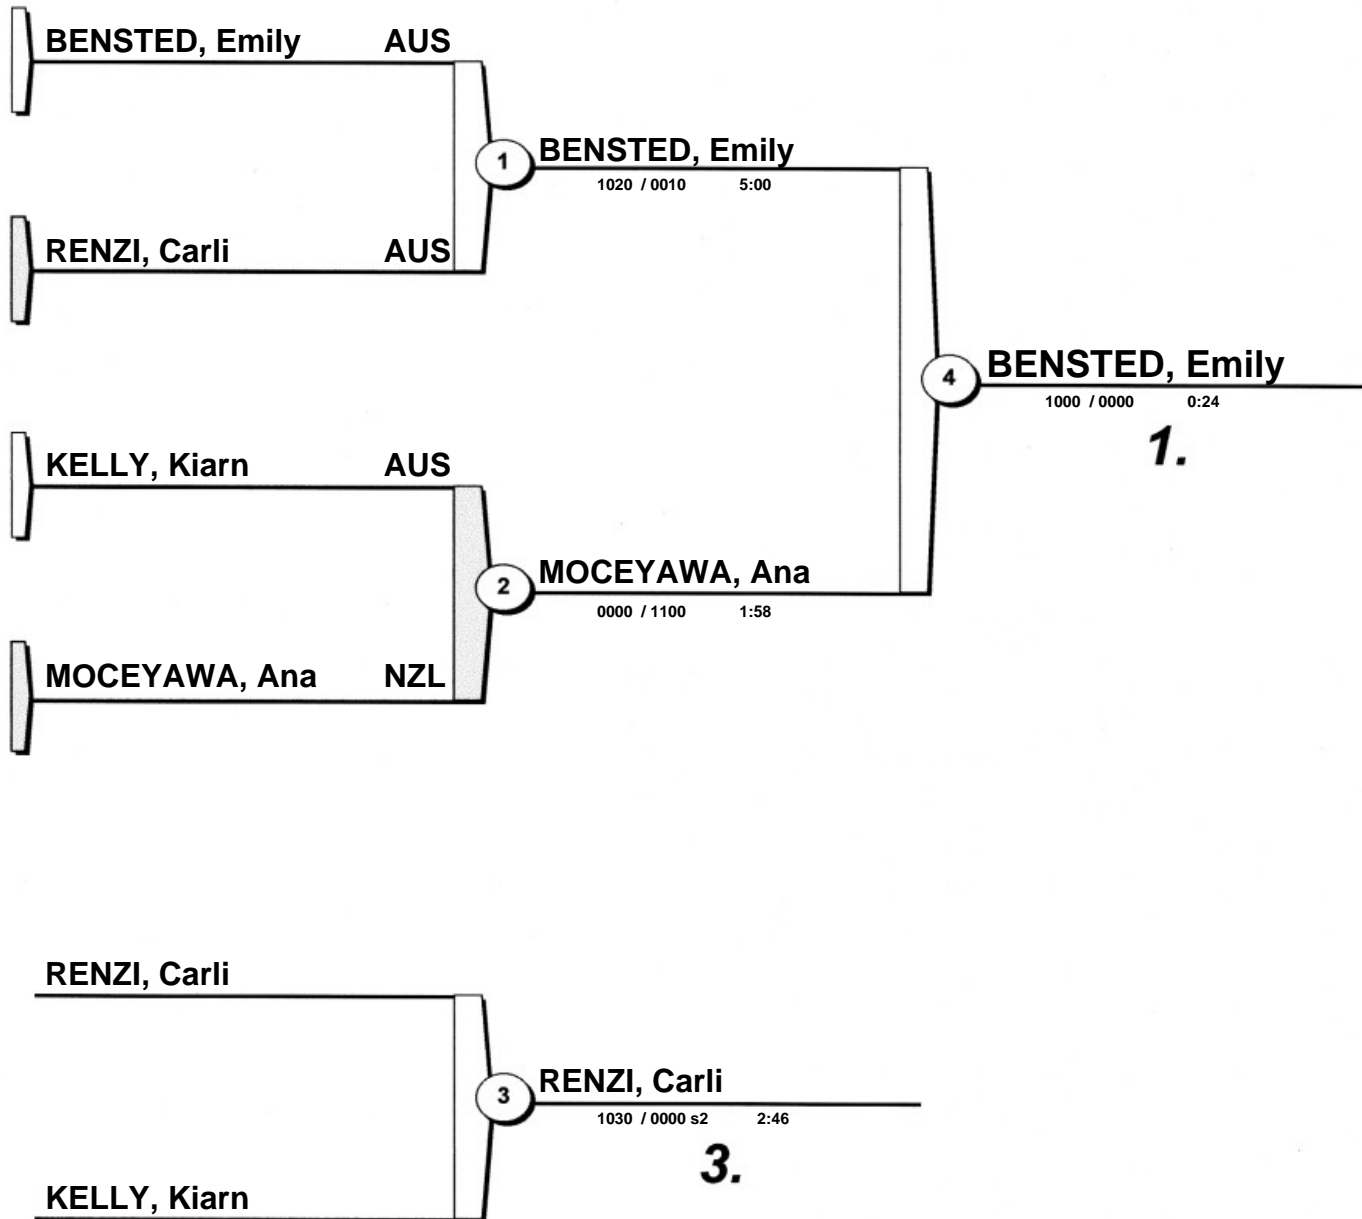 BENSTED, Emily AUS
1 BENSTED, Emily
1020 / 0010 5:00
RENZI, Carli AUS
4 BENSTED, Emily
1000 / 0000 0:24
1.
KELLY, Kiarn AUS
2 MOCEYAWA, Ana
0000 / 1100 1:58
MOCEYAWA, Ana NZL
RENZI, Carli
3 RENZI, Carli
1030 / 0000 s2 2:46
3.
KELLY, Kiarn